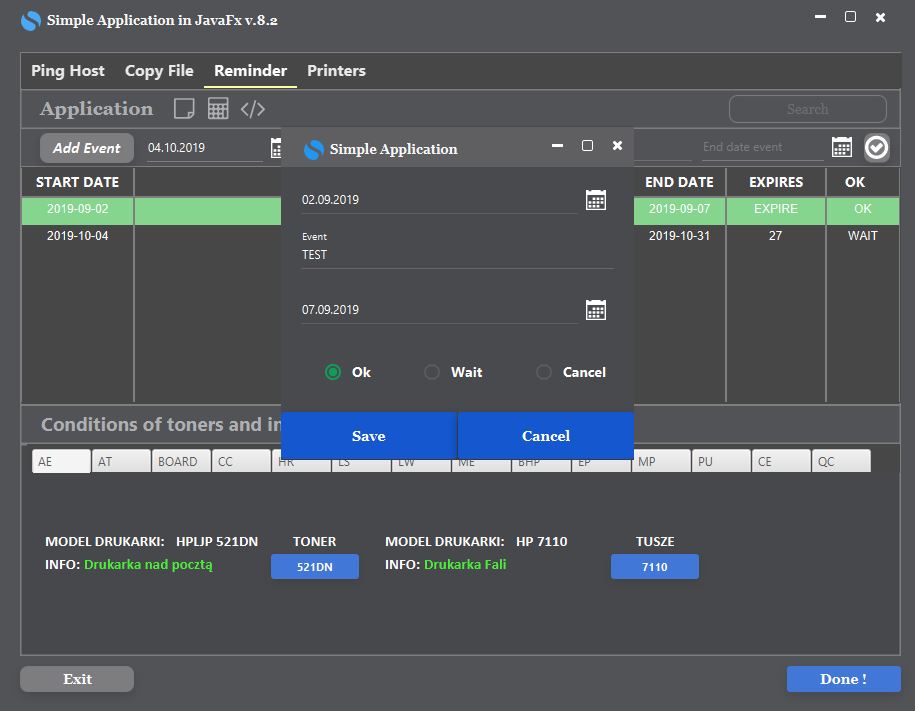 Simple Application in JavaFx v.8.2
Ping Host Copy File Reminder Printers
Application </> Search
Add Event 04.10.2019 End date event
Simple Application
START DATE END DATE EXPIRES OK
2019-09-02 2019-09-07 EXPIRE OK
2019-10-04 2019-10-31 27 WAIT
02.09.2019
Event
TEST
07.09.2019
Ok Wait Cancel
Save Cancel
Conditions of toners and in
AE AT BOARD CC HR LS LW ME BHP EP MP PU CE QC
MODEL DRUKARKI: HPLJP 521DN TONER MODEL DRUKARKI: HP 7110 TUSZE
INFO: Drukarka nad pocztą 521DN INFO: Drukarka Fali 7110
Exit Done !